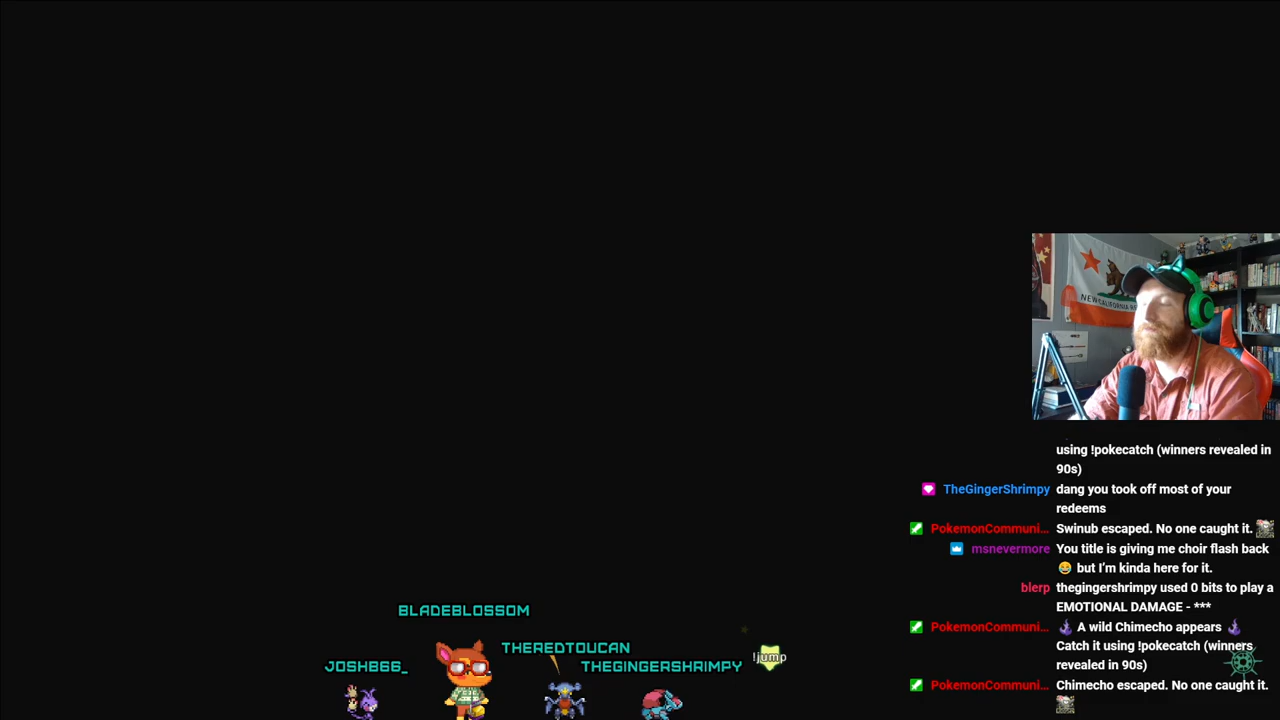 NEW CALIFORNIA R
using !pokecatch (winners revealed in
90s)
TheGingerShrimpy dang you took off most of your
redeems
PokemonCommuni... Swinub escaped. No one caught it.
msnevermore You title is giving me choir flash back
😂 but I'm kinda here for it.
blerp thegingershrimpy used 0 bits to play a
EMOTIONAL DAMAGE - ***
PokemonCommuni... A wild Chimecho appears
Catch it using !pokecatch (winners
revealed in 90s)
PokemonCommuni... Chimecho escaped. No one caught it.
BLADEBLOSSOM
THEREDTOUCAN
!jump
JOSHB66_
THEGINGERSHRIMPY